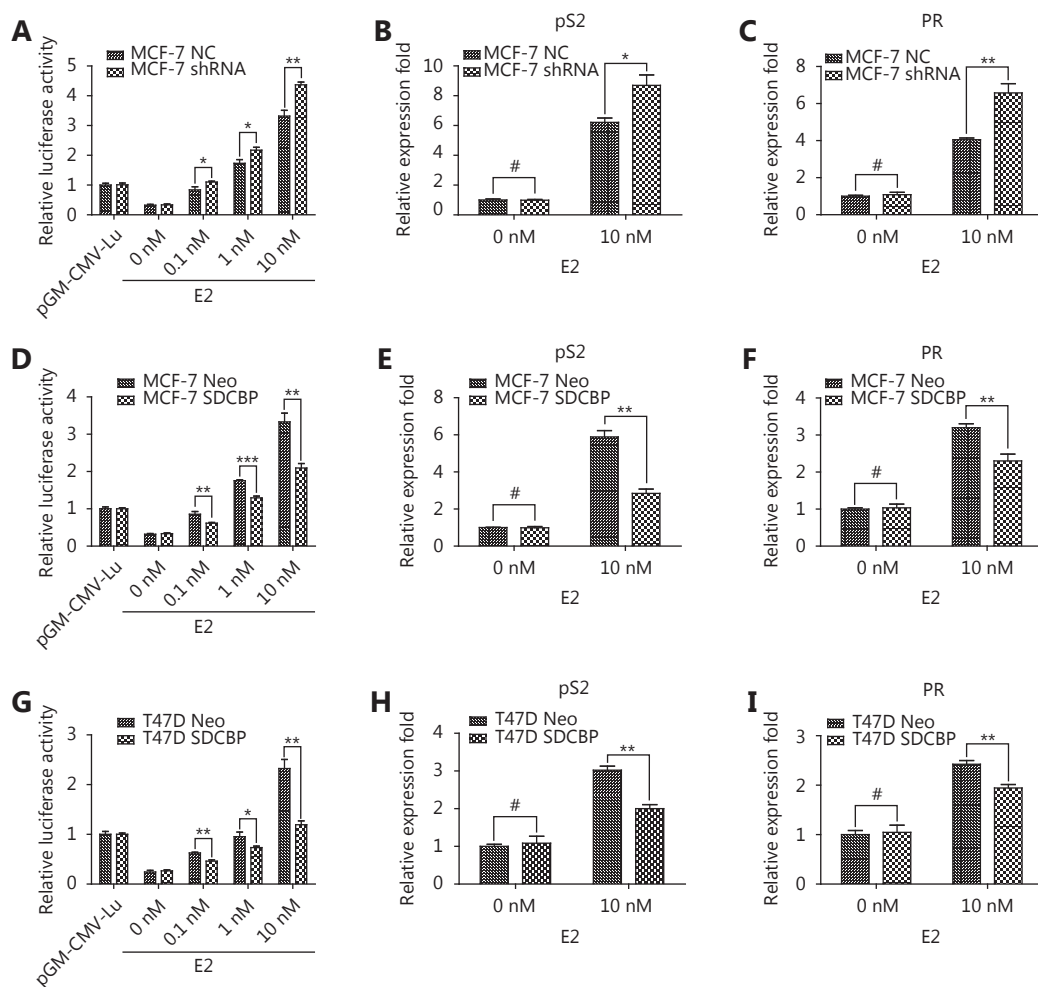 A
Relative luciferase activity
MCF-7 NC
MCF-7 shRNA
5
4
3
2
1
0
*
*
**
pGM-CMV-Lu
0 nM
0.1 nM
1 nM
10 nM
E2
B
pS2
Relative expression fold
MCF-7 NC
MCF-7 shRNA
10
8
6
4
2
0
#
*
0 nM
10 nM
E2
C
PR
Relative expression fold
MCF-7 NC
MCF-7 shRNA
8
6
4
2
0
#
**
0 nM
10 nM
E2
D
Relative luciferase activity
MCF-7 Neo
MCF-7 SDCBP
4
3
2
1
0
**
***
**
pGM-CMV-Lu
0 nM
0.1 nM
1 nM
10 nM
E2
E
pS2
Relative expression fold
MCF-7 Neo
MCF-7 SDCBP
8
6
4
2
0
#
**
0 nM
10 nM
E2
F
PR
Relative expression fold
MCF-7 Neo
MCF-7 SDCBP
4
3
2
1
0
#
**
0 nM
10 nM
E2
G
Relative luciferase activity
T47D Neo
T47D SDCBP
3
2
1
0
**
*
**
pGM-CMV-Lu
0 nM
0.1 nM
1 nM
10 nM
E2
H
pS2
Relative expression fold
T47D Neo
T47D SDCBP
4
3
2
1
0
#
**
0 nM
10 nM
E2
I
PR
Relative expression fold
T47D Neo
T47D SDCBP
3
2
1
0
#
**
0 nM
10 nM
E2